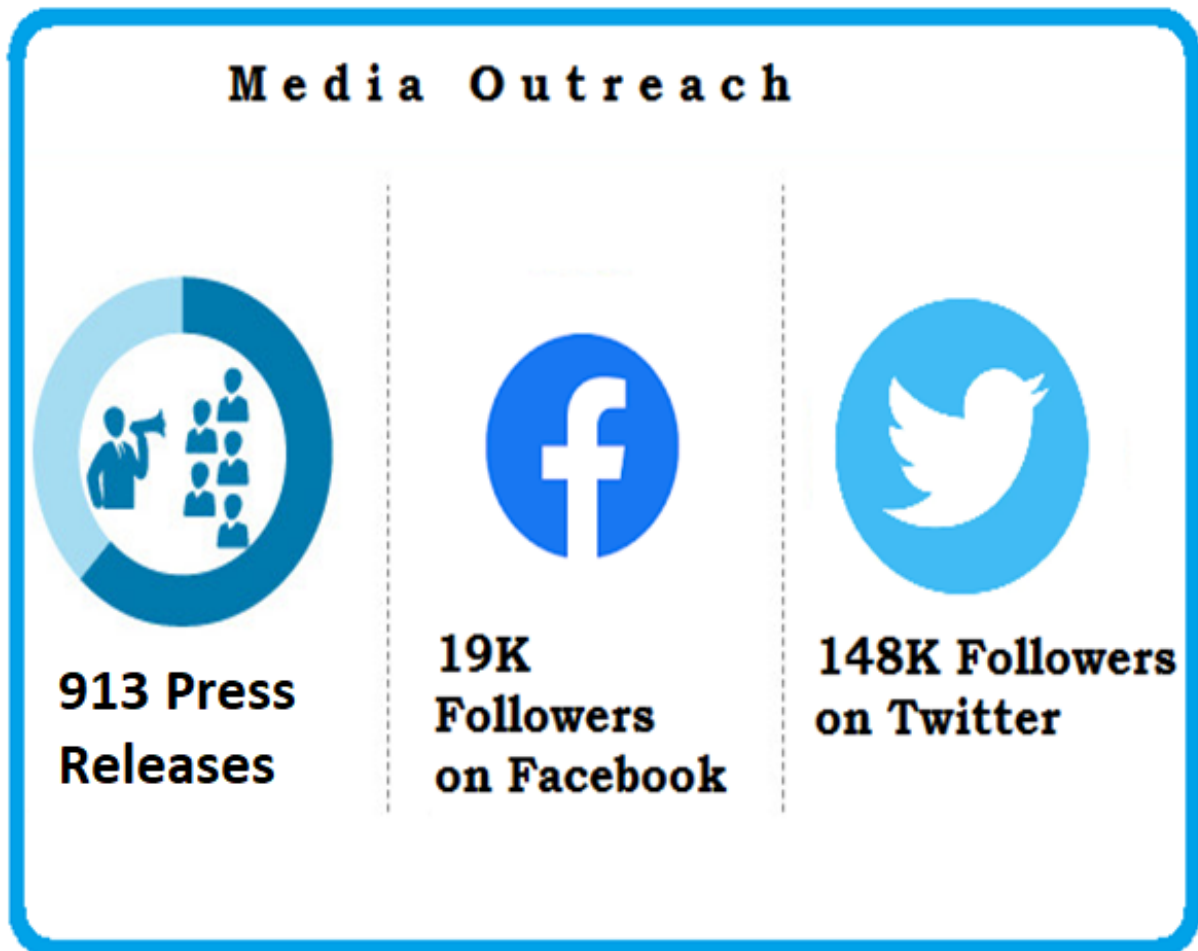 Media Outreach
913 Press
Releases
19K
Followers
on Facebook
148K Followers
on Twitter